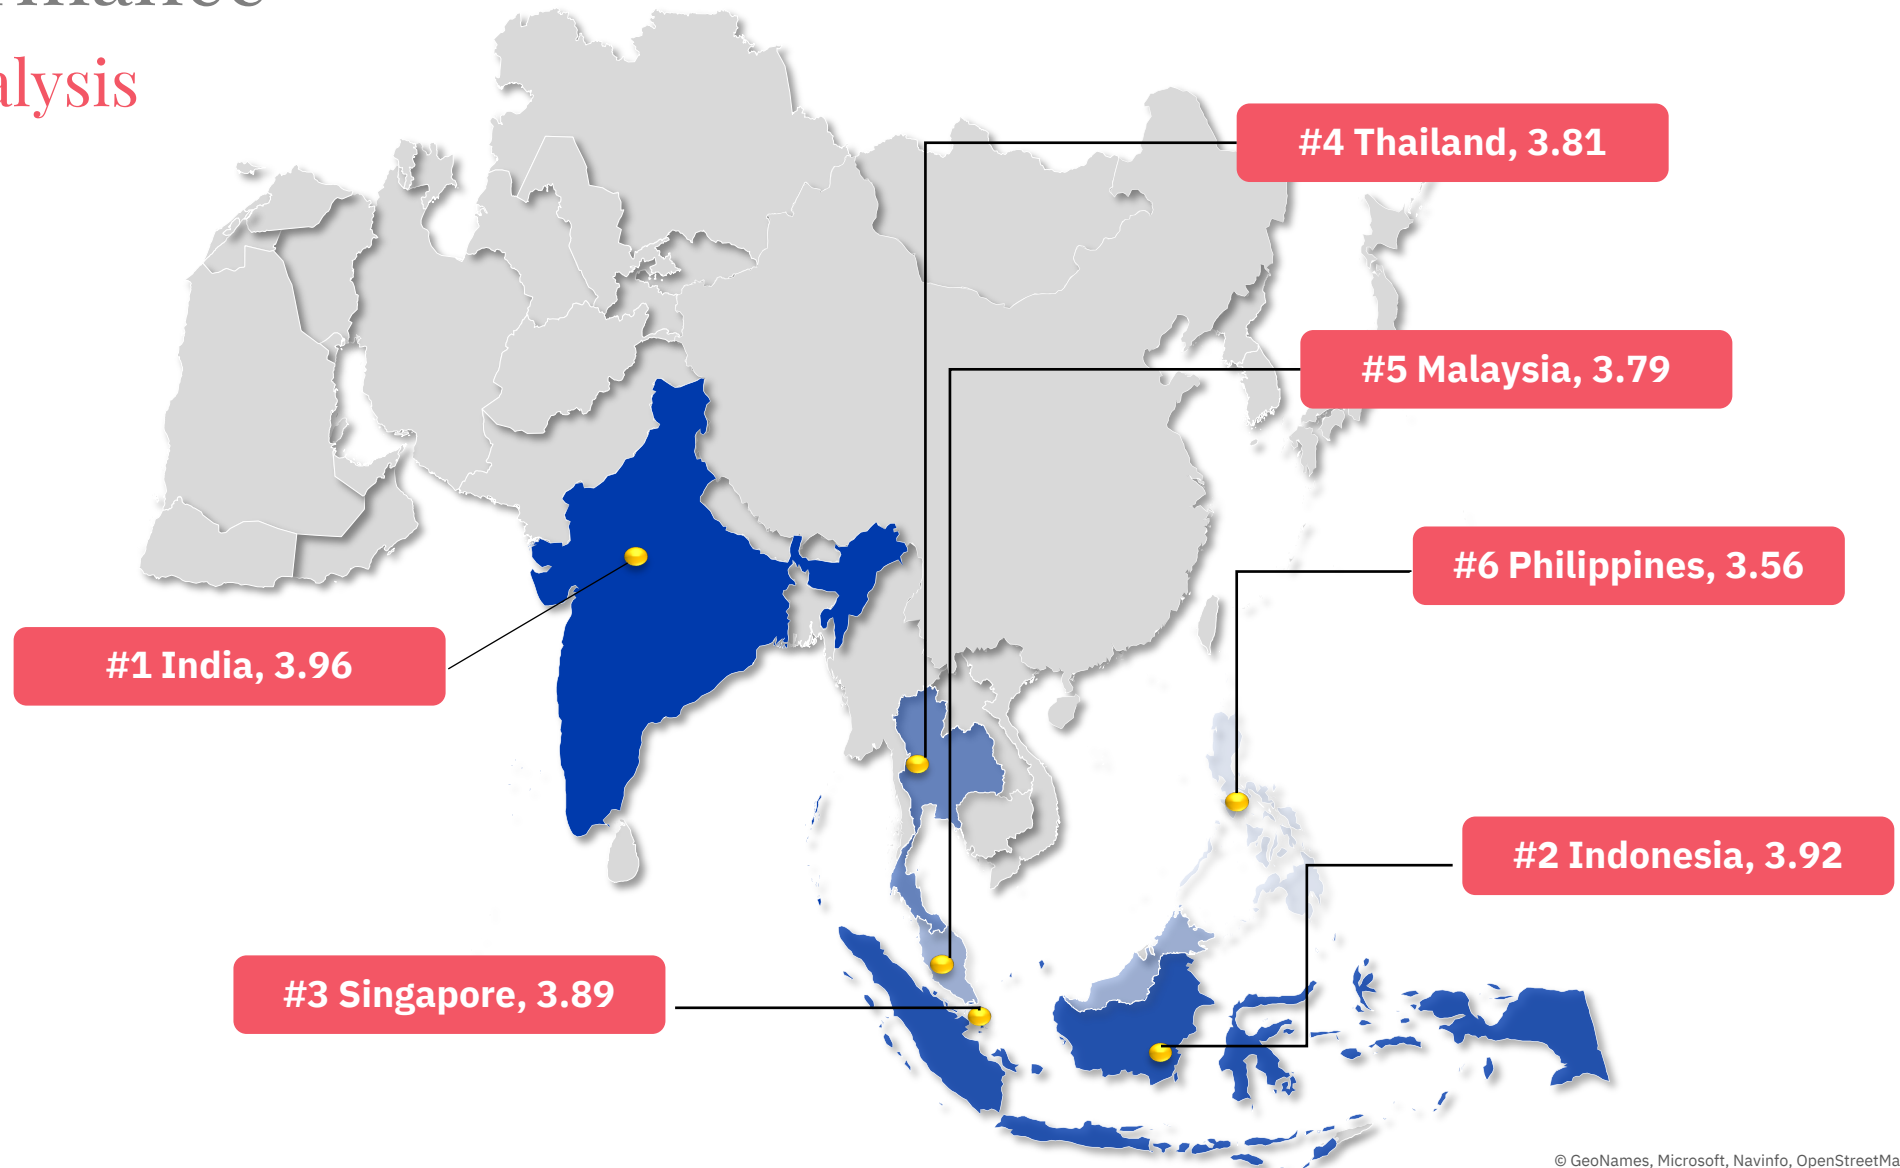 alysis
#4 Thailand, 3.81
#5 Malaysia, 3.79
#6 Philippines, 3.56
#1 India, 3.96
#2 Indonesia, 3.92
#3 Singapore, 3.89
© GeoNames, Microsoft, Navinfo, OpenStreetMa